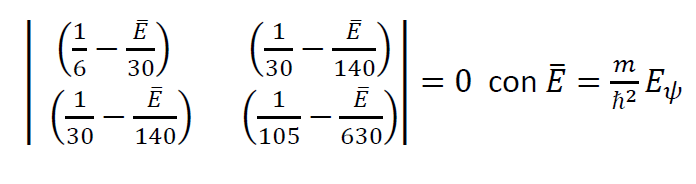 | (1/6 − Ē/30) (1/30 − Ē/140) |
| (1/30 − Ē/140) (1/105 − Ē/630) | = 0 con Ē = m/ℏ² E_ψ